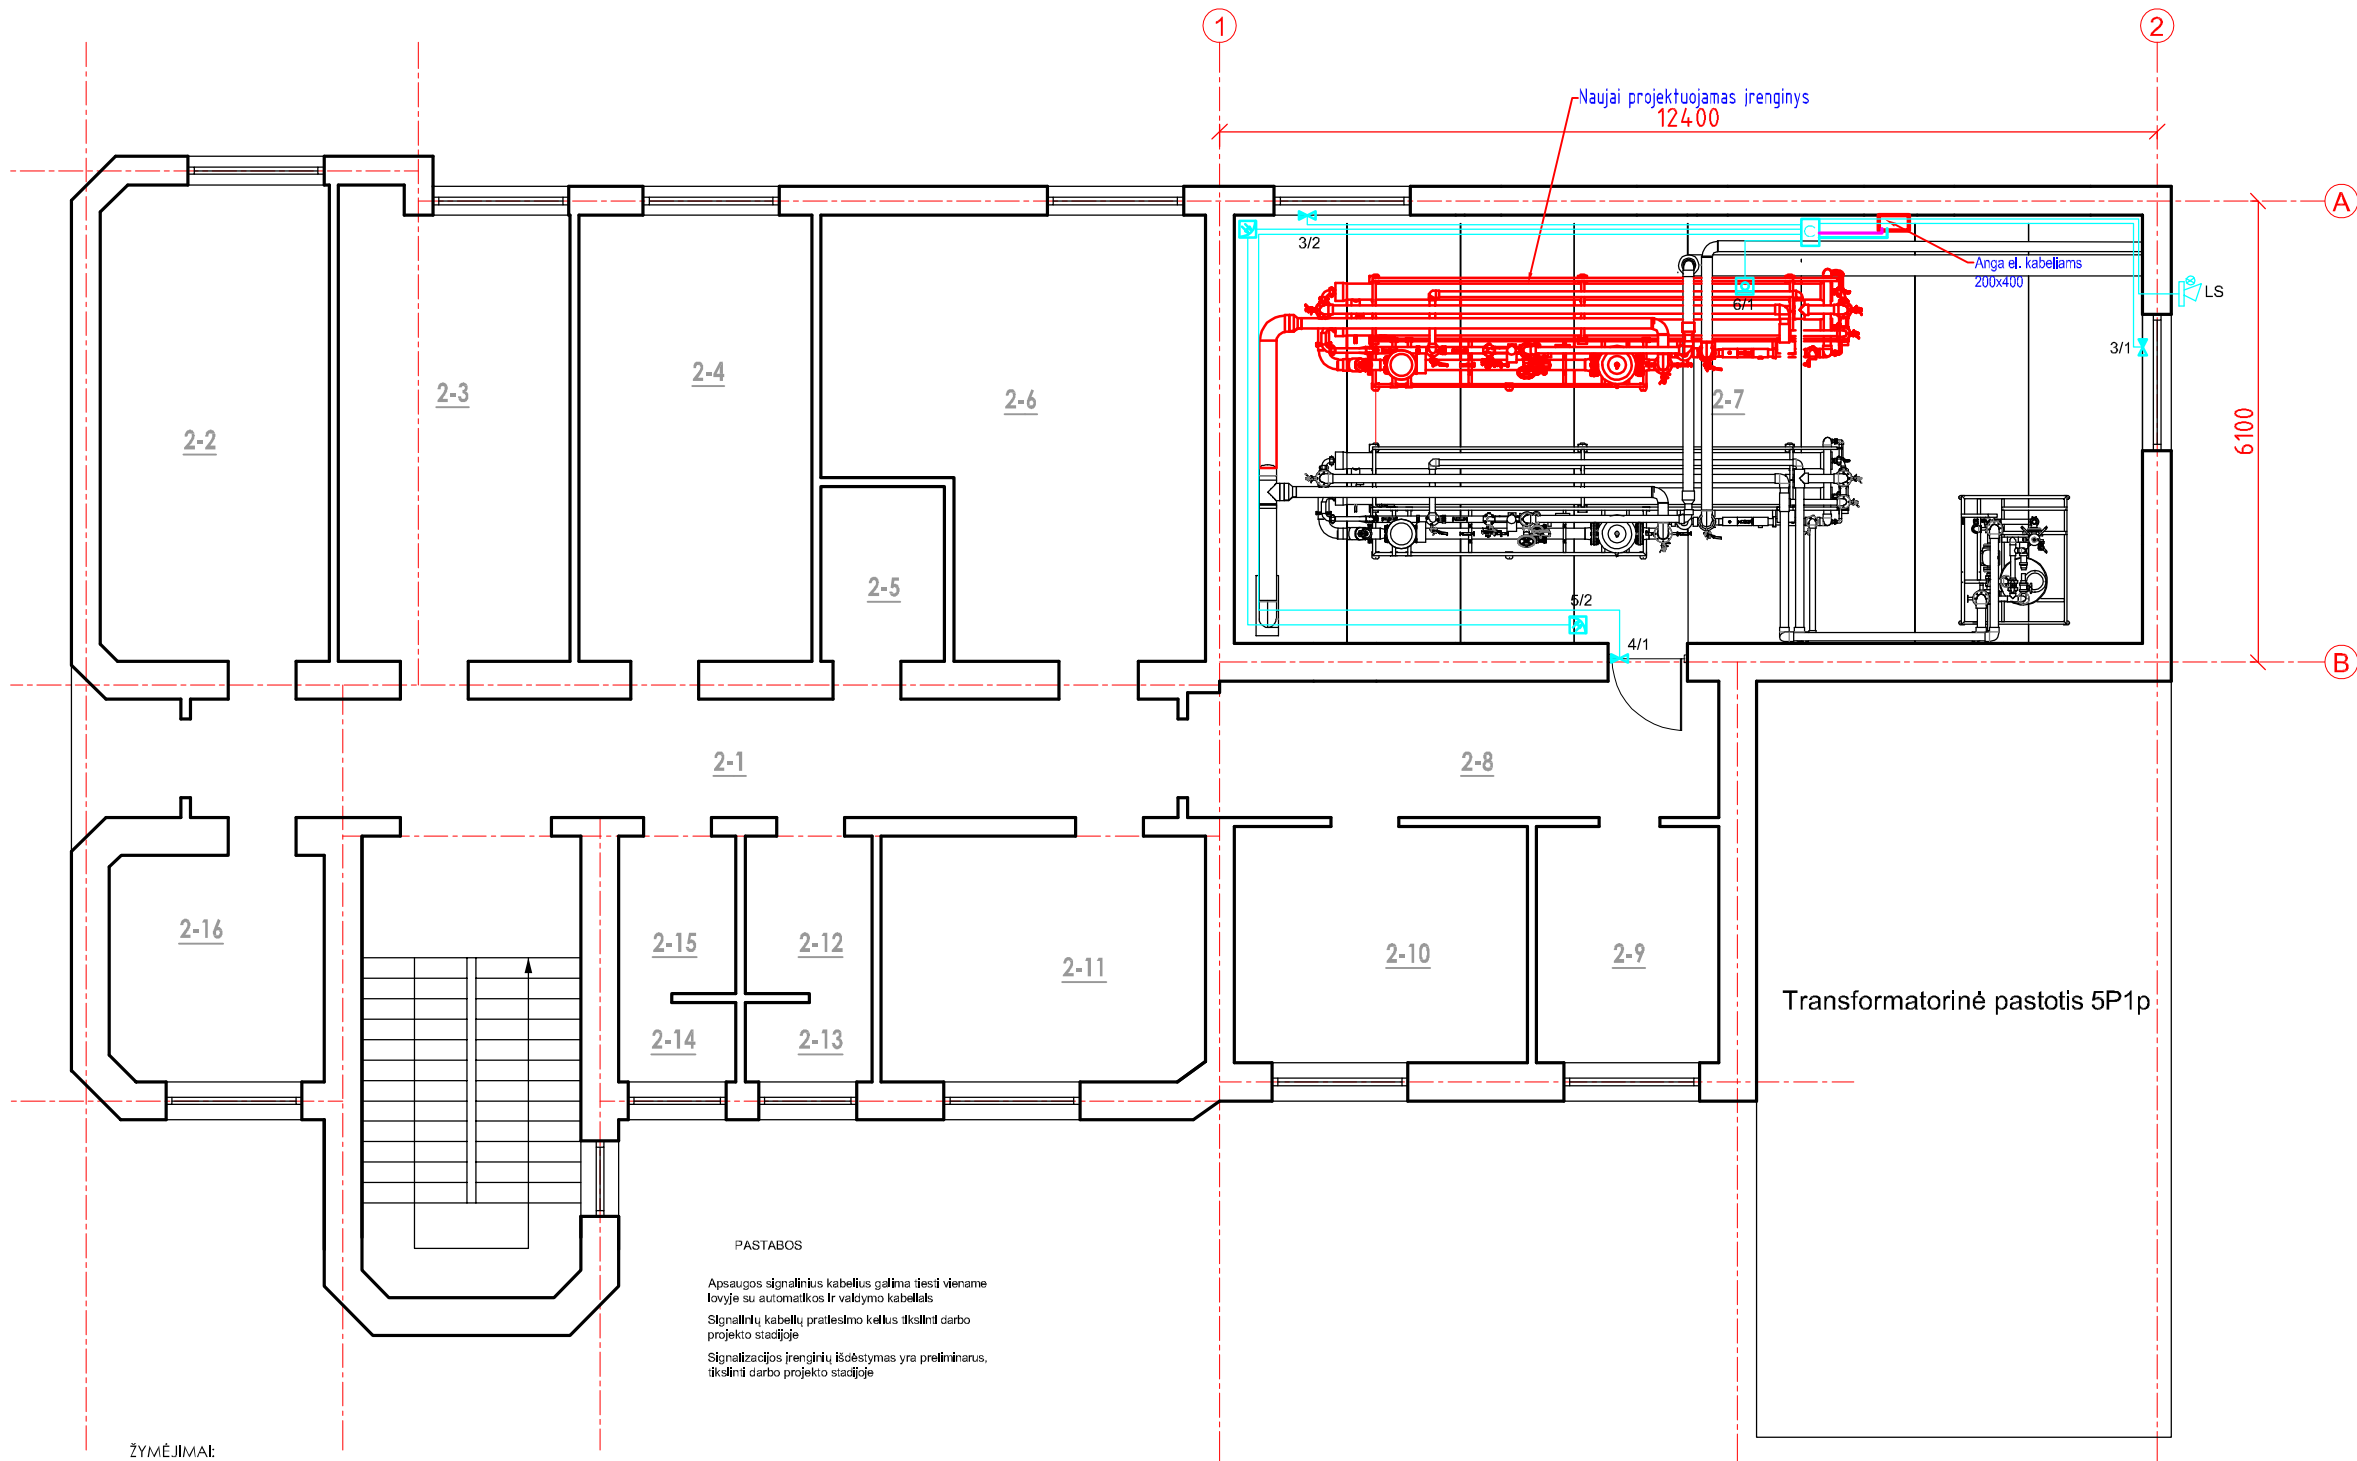 1
2
Naujai projektuojamas įrenginys
12400
A
3/2
Anga el. kabeliams
200x400
6/1
LS
3/1
2-4
2-3
2-6
2-7
2-2
6100
2-5
5/2
4/1
B
2-1
2-8
2-16
2-15
2-12
2-11
2-10
2-9
Transformatorinė pastotis 5P1p
2-14
2-13
PASTABOS
Apsaugos signalinius kabelius galima tiesti viename
lovyje su automatikos ir valdymo kabeliais
Signalinių kabelių pratiesimo kelius tikslinti darbo
projekto stadijoje
Signalizacijos įrenginių išdėstymas yra preliminarus,
tikslinti darbo projekto stadijoje
ŽYMĖJIMAI: